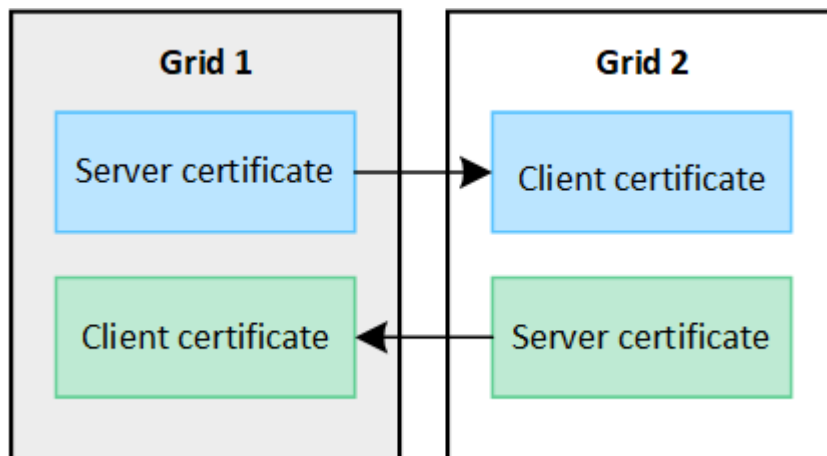 Grid 1
Grid 2
Server certificate
Client certificate
Client certificate
Server certificate